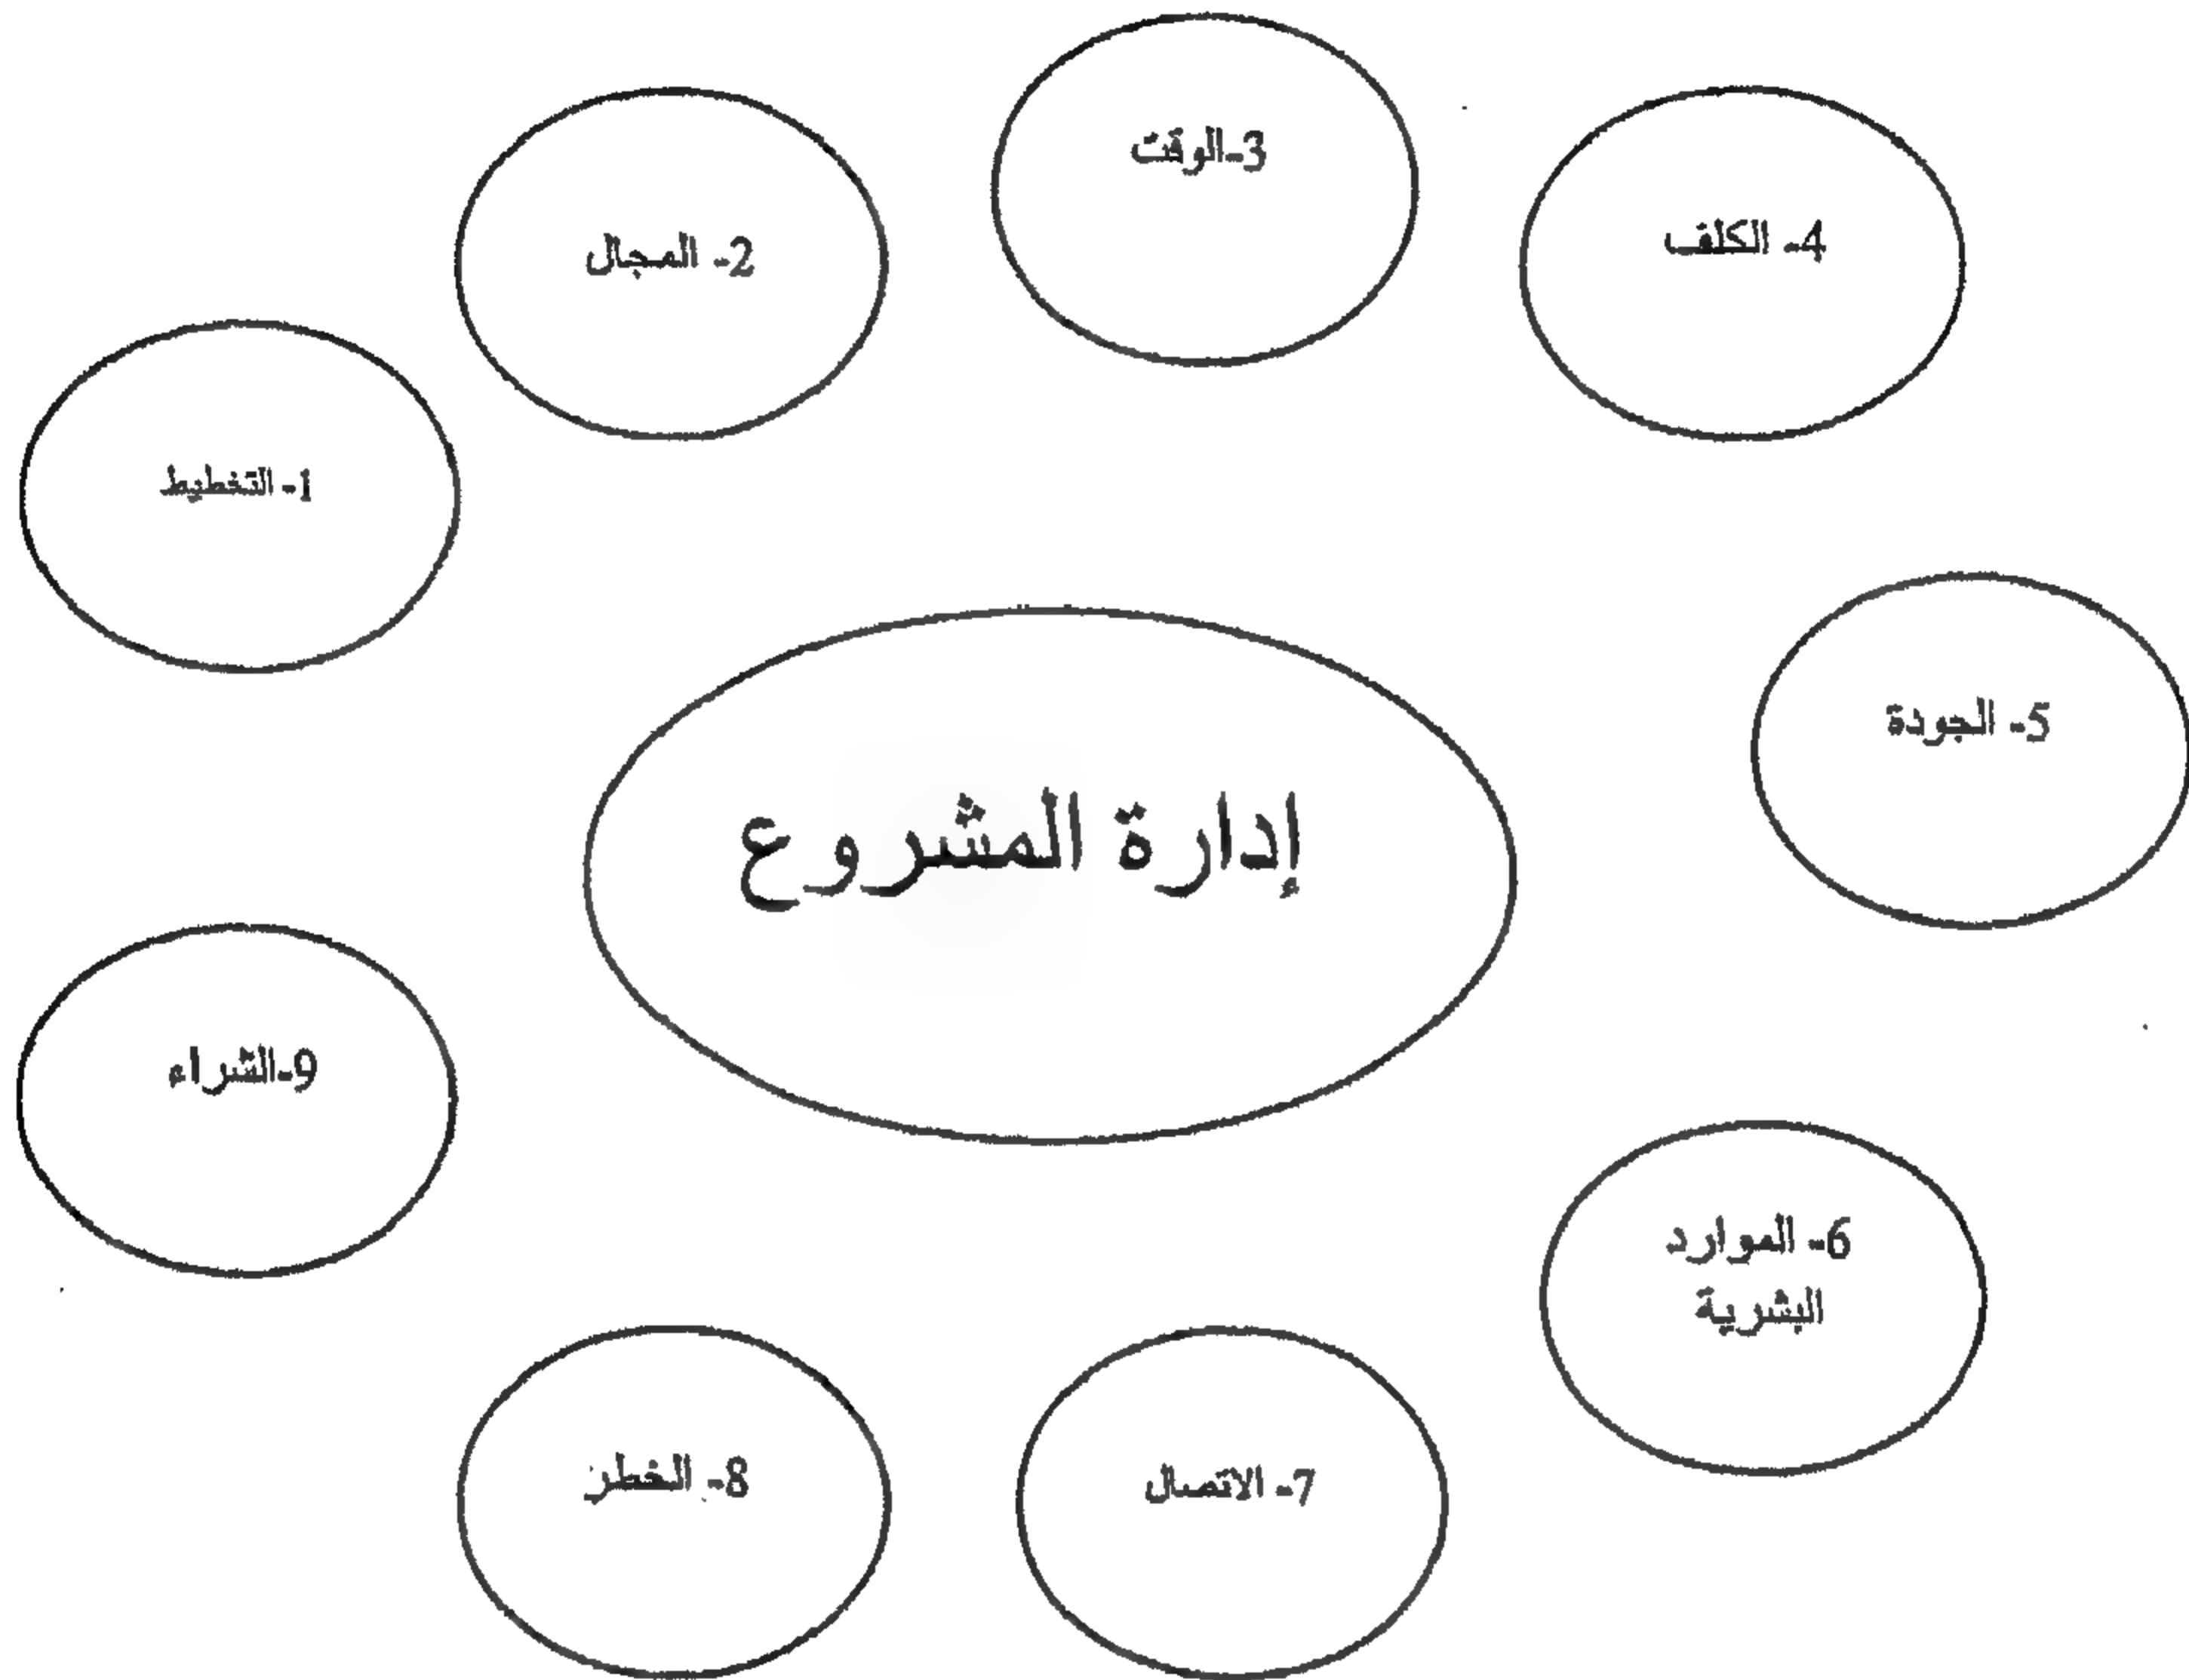 3-الوقت
2- المجال
4- الكلف
1- التخطيط
5- الجودة
إدارة المشروع
9-الشراء
6- الموارد
البشرية
8- الخطر
7- الاتصال